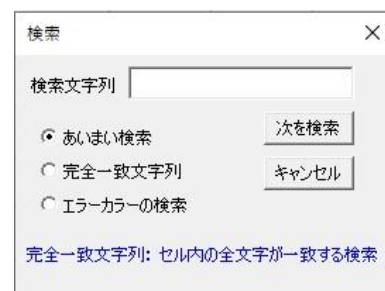 検索
検索文字列
あいまい検索
次を検索
完全一致文字列
キャンセル
エラーカラーの検索
完全一致文字列: セル内の全文字が一致する検索